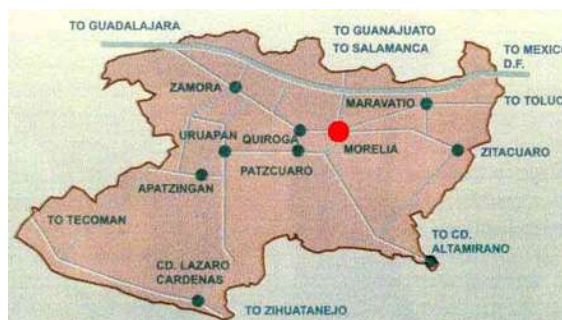 TO GUADALAJARA
TO GUANAJUATO
TO SALAMANCA
TO MEXICO
D.F.
ZAMORA
MARAVATIO
TO TOLUC
URUAPAN
QUIROGA
MORELIA
ZITACUARO
PATZCUARO
APATZINGAN
TO TECOMAN
TO CD.
ALTAMIRANO
CD. LAZARO
CARDENAS
TO ZIHUATANEJO